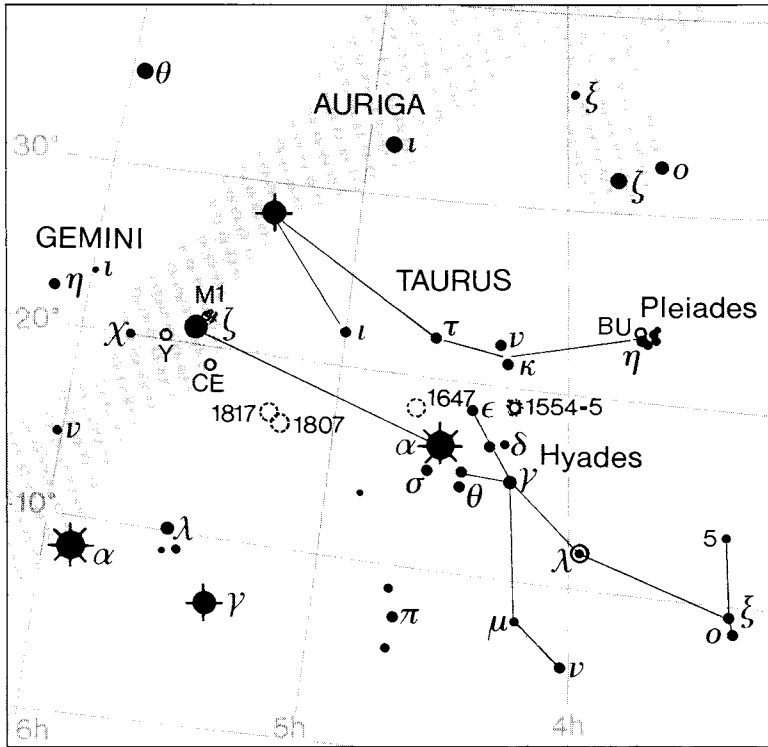 θ
ξ
AURIGA
ι
30°
ζ
ο
GEMINI
η
ι
TAURUS
M1
ζ
20°
χ
Y
CE
ι
τ
ν
κ
BU
Pleiades
η
1817
1807
1647
ϵ
1554-5
α
δ
Hyades
ν
σ
θ
γ
10°
λ
α
γ
λ
5
π
μ
ξ
ο
ν
6h
5h
4h